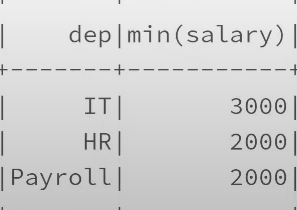 | dep|min(salary)|
+-------+-----------+
| IT| 3000|
| HR| 2000|
|Payroll| 2000|